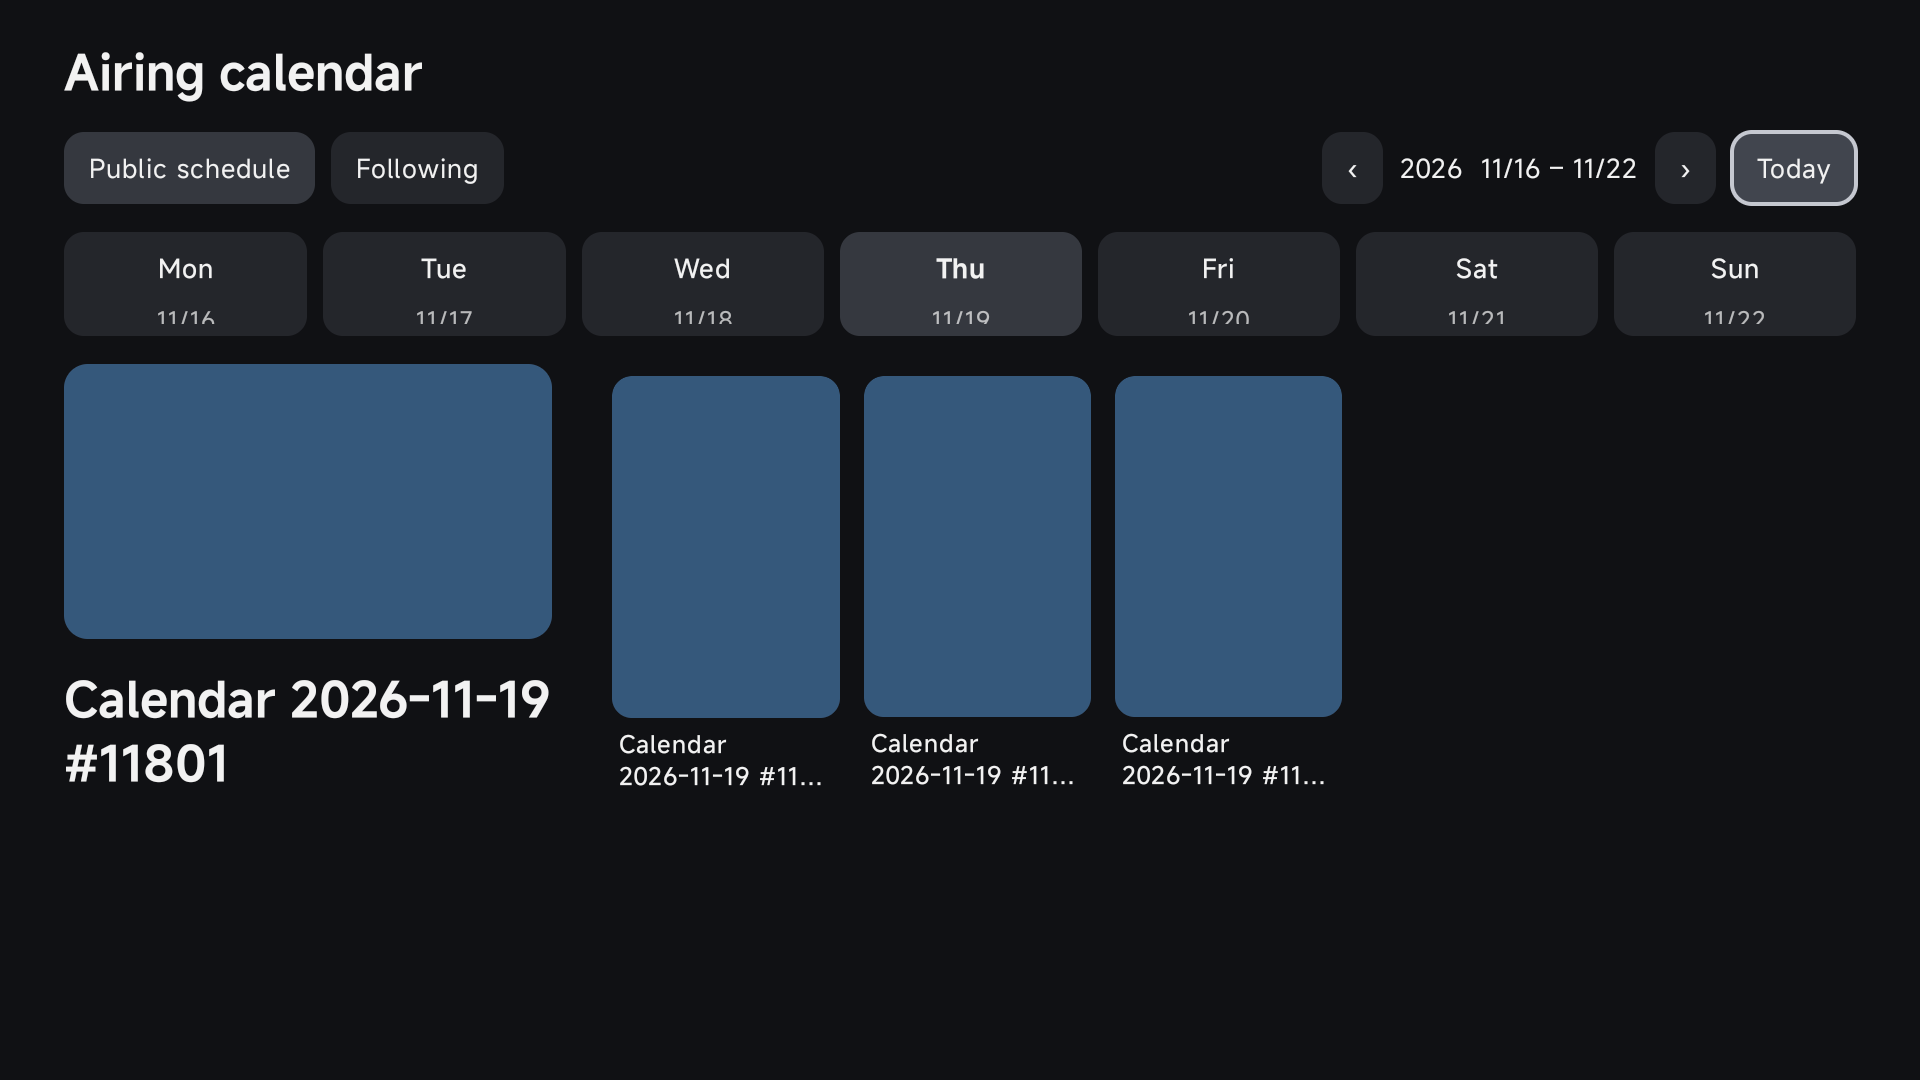 Airing calendar
Public schedule
Following
‹
2026 11/16 – 11/22
›
Today
Mon
Tue
Wed
Thu
Fri
Sat
Sun
11/16
11/17
11/18
11/19
11/20
11/21
11/22
Calendar 2026-11-19
#11801
Calendar
2026-11-19 #11...
Calendar
2026-11-19 #11...
Calendar
2026-11-19 #11...